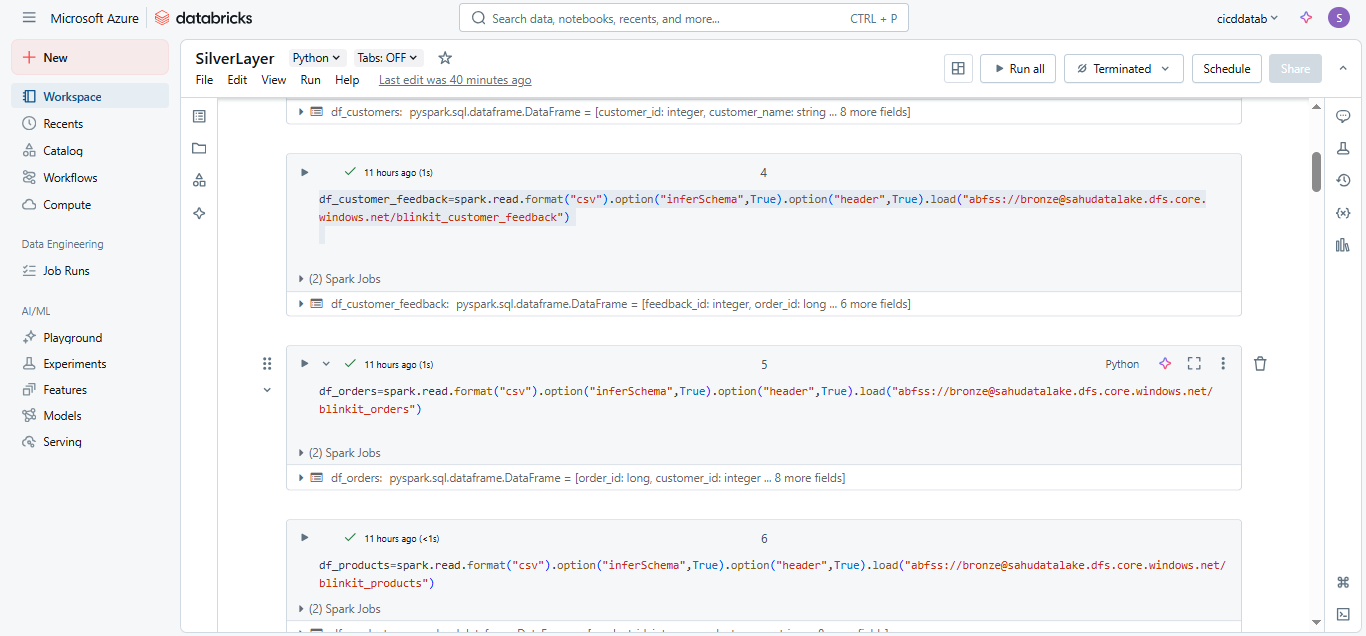 Microsoft Azure
databricks
Search data, notebooks, recents, and more...
CTRL + P
cicddatab
S
New
Workspace
Recents
Catalog
Workflows
Compute
Data Engineering
Job Runs
AI/ML
Playground
Experiments
Features
Models
Serving
SilverLayer
Python
Tabs: OFF
File Edit View Run Help Last edit was 40 minutes ago
Run all
Terminated
Schedule
Share
df_customers: pyspark.sql.dataframe.DataFrame = [customer_id: integer, customer_name: string ... 8 more fields]
11 hours ago (1s)
4
df_customer_feedback=spark.read.format("csv").option("inferSchema",True).option("header",True).load("abfss://bronze@sahudatalake.dfs.core.
windows.net/blinkit_customer_feedback")
(2) Spark Jobs
df_customer_feedback: pyspark.sql.dataframe.DataFrame = [feedback_id: integer, order_id: long ... 6 more fields]
11 hours ago (1s)
5
Python
df_orders=spark.read.format("csv").option("inferSchema",True).option("header",True).load("abfss://bronze@sahudatalake.dfs.core.windows.net/
blinkit_orders")
(2) Spark Jobs
df_orders: pyspark.sql.dataframe.DataFrame = [order_id: long, customer_id: integer ... 8 more fields]
11 hours ago (<1s)
6
df_products=spark.read.format("csv").option("inferSchema",True).option("header",True).load("abfss://bronze@sahudatalake.dfs.core.windows.net/
blinkit_products")
(2) Spark Jobs